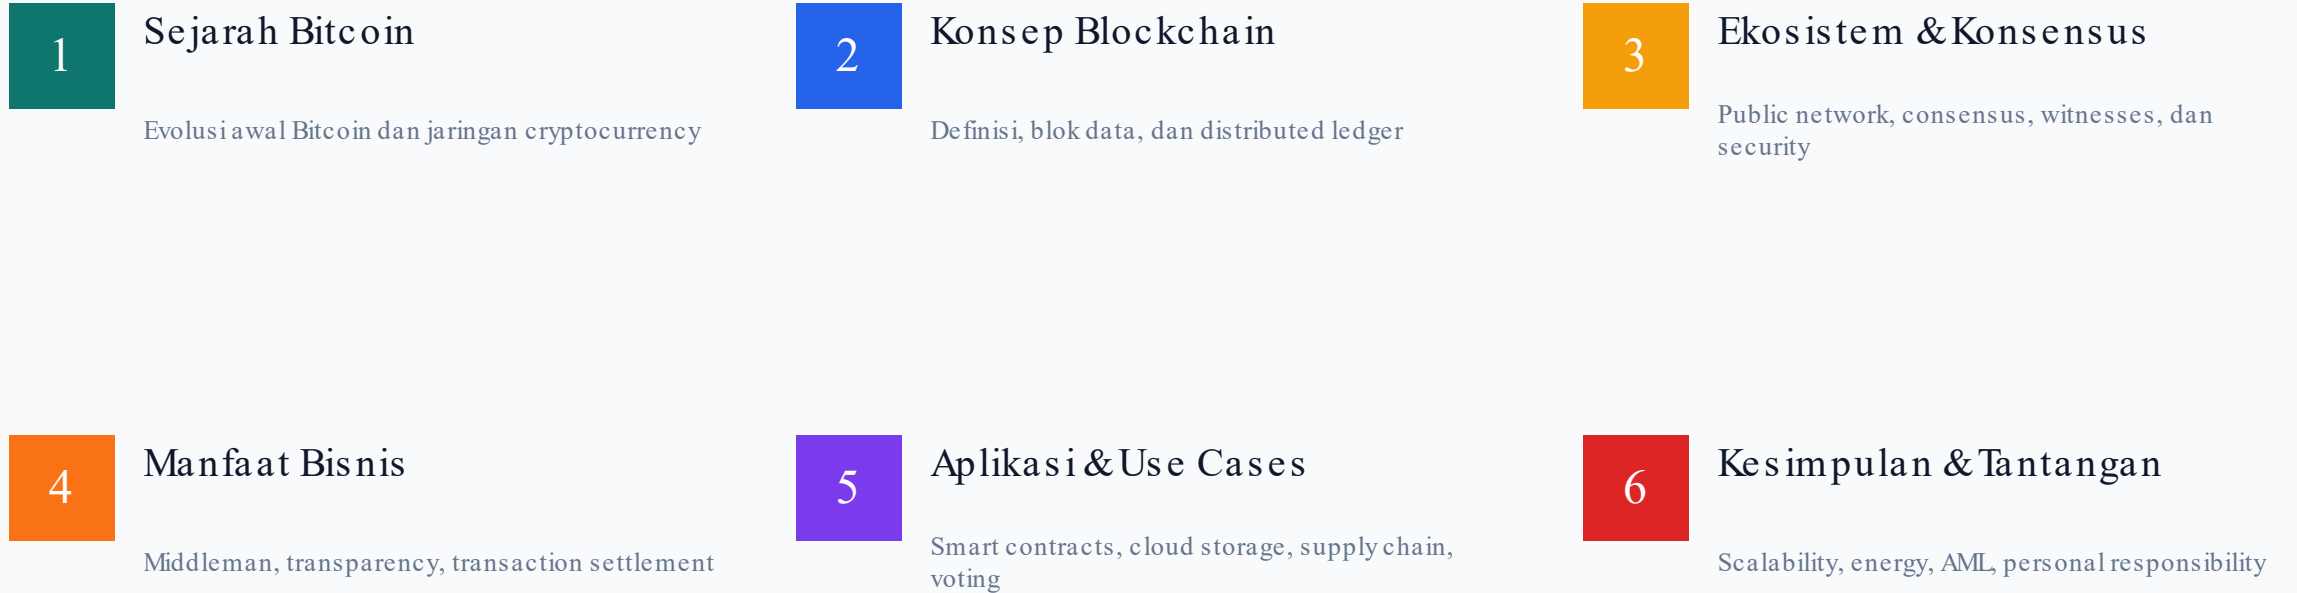 1
Sejarah Bitcoin
Evolusi awal Bitcoin dan jaringan cryptocurrency
2
Konsep Blockchain
Definisi, blok data, dan distributed ledger
3
Ekosistem & Konsensus
Public network, consensus, witnesses, dan
security
4
Manfaat Bisnis
Middleman, transparency, transaction settlement
5
Aplikasi & Use Cases
Smart contracts, cloud storage, supply chain,
voting
6
Kesimpulan & Tantangan
Scalability, energy, AML, personal responsibility